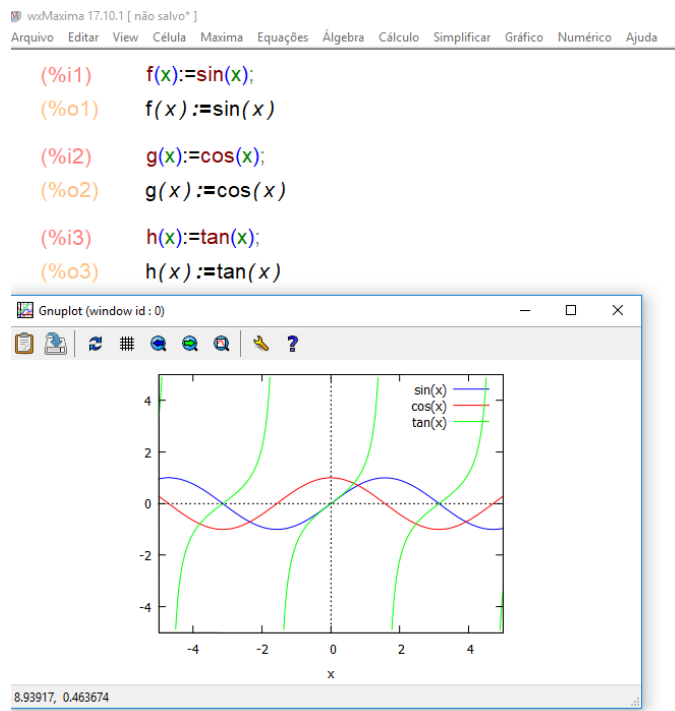 wxMaxima 17.10.1 [ não salvo* ]
Arquivo Editar View Célula Maxima Equações Álgebra Cálculo Simplificar Gráfico Numérico Ajuda
(%i1) f(x):=sin(x);
(%o1) f(x):=sin(x)
(%i2) g(x):=cos(x);
(%o2) g(x):=cos(x)
(%i3) h(x):=tan(x);
(%o3) h(x):=tan(x)
Gnuplot (window id : 0)
sin(x)
cos(x)
tan(x)
4
2
0
-2
-4
-4 -2 0 2 4
x
8.93917, 0.463674